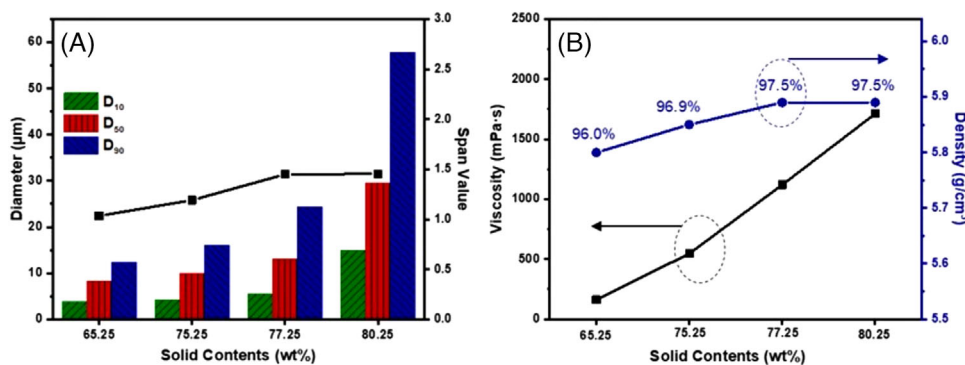 (A)
Diameter (μm)
60
50
40
30
20
10
0
D10
D50
D90
3.0
2.5
2.0
1.5
1.0
0.5
0.0
Span Value
65.25 75.25 77.25 80.25
Solid Contents (wt%)
(B)
Viscosity (mPa·s)
2500
2000
1500
1000
500
0
96.0% 96.9% 97.5% 97.5%
6.0
5.9
5.8
5.7
5.6
5.5
Density (g/cm³)
65.25 75.25 77.25 80.25
Solid Contents (wt%)